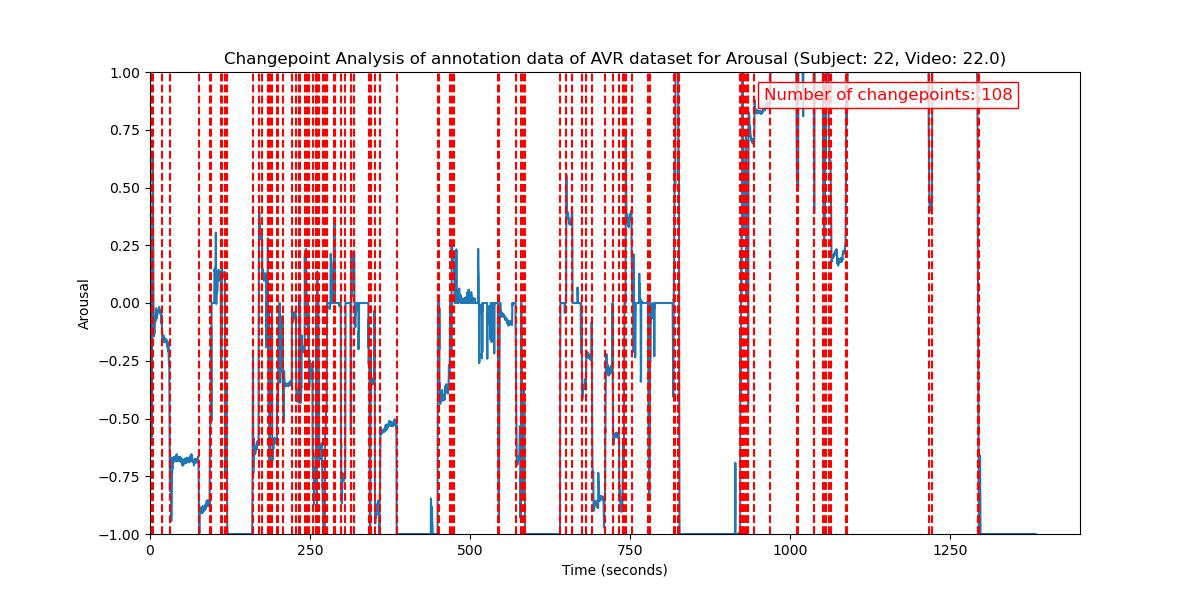 Changepoint Analysis of annotation data of AVR dataset for Arousal (Subject: 22, Video: 22.0)
Number of changepoints: 108
1.00
0.75
0.50
0.25
0.00
−0.25
−0.50
−0.75
−1.00
Arousal
0 250 500 750 1000 1250
Time (seconds)